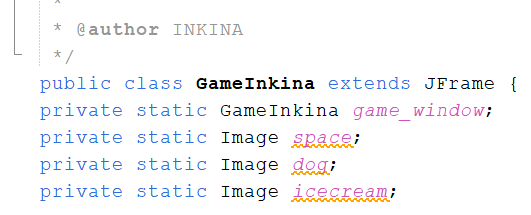 *
* @author INKINA
*/
public class GameInkina extends JFrame {
private static GameInkina game_window;
private static Image space;
private static Image dog;
private static Image icecream;